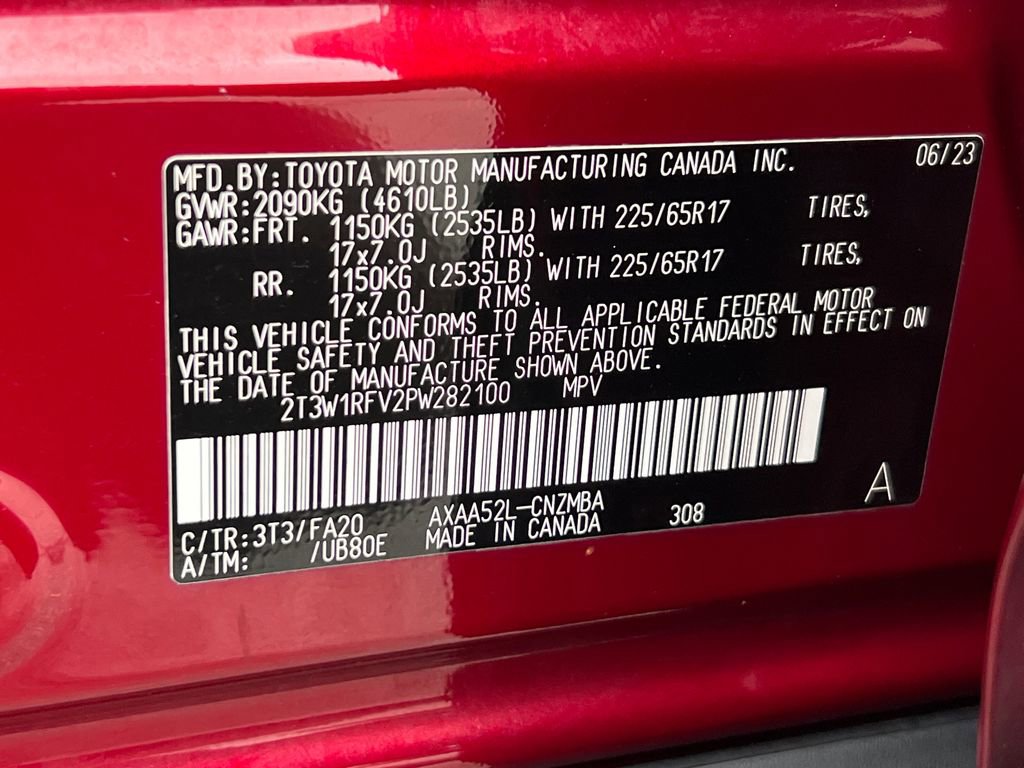 MFD.BY:TOYOTA MOTOR MANUFACTURING CANADA INC. 06/23
GVWR:2090KG (4610LB)
GAWR:FRT. 1150KG (2535LB) WITH 225/65R17 TIRES,
17x7.0J RIMS.
RR. 1150KG (2535LB) WITH 225/65R17 TIRES,
17x7.0J RIMS.
THIS VEHICLE CONFORMS TO ALL APPLICABLE FEDERAL MOTOR
VEHICLE SAFETY AND THEFT PREVENTION STANDARDS IN EFFECT ON
THE DATE OF MANUFACTURE SHOWN ABOVE.
2T3W1RFV2PW282100 MPV
C/TR:3T3/FA20 AXAA52L-CNZMBA 308 A
A/TM: /UB80E MADE IN CANADA